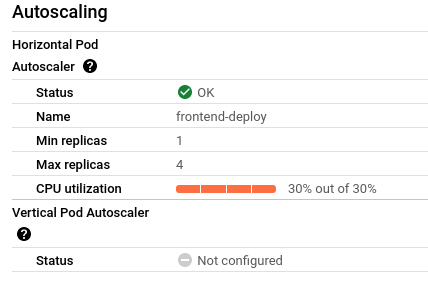 Autoscaling
Horizontal Pod
Autoscaler ?
Status OK
Name frontend-deploy
Min replicas 1
Max replicas 4
CPU utilization 30% out of 30%
Vertical Pod Autoscaler
?
Status Not configured